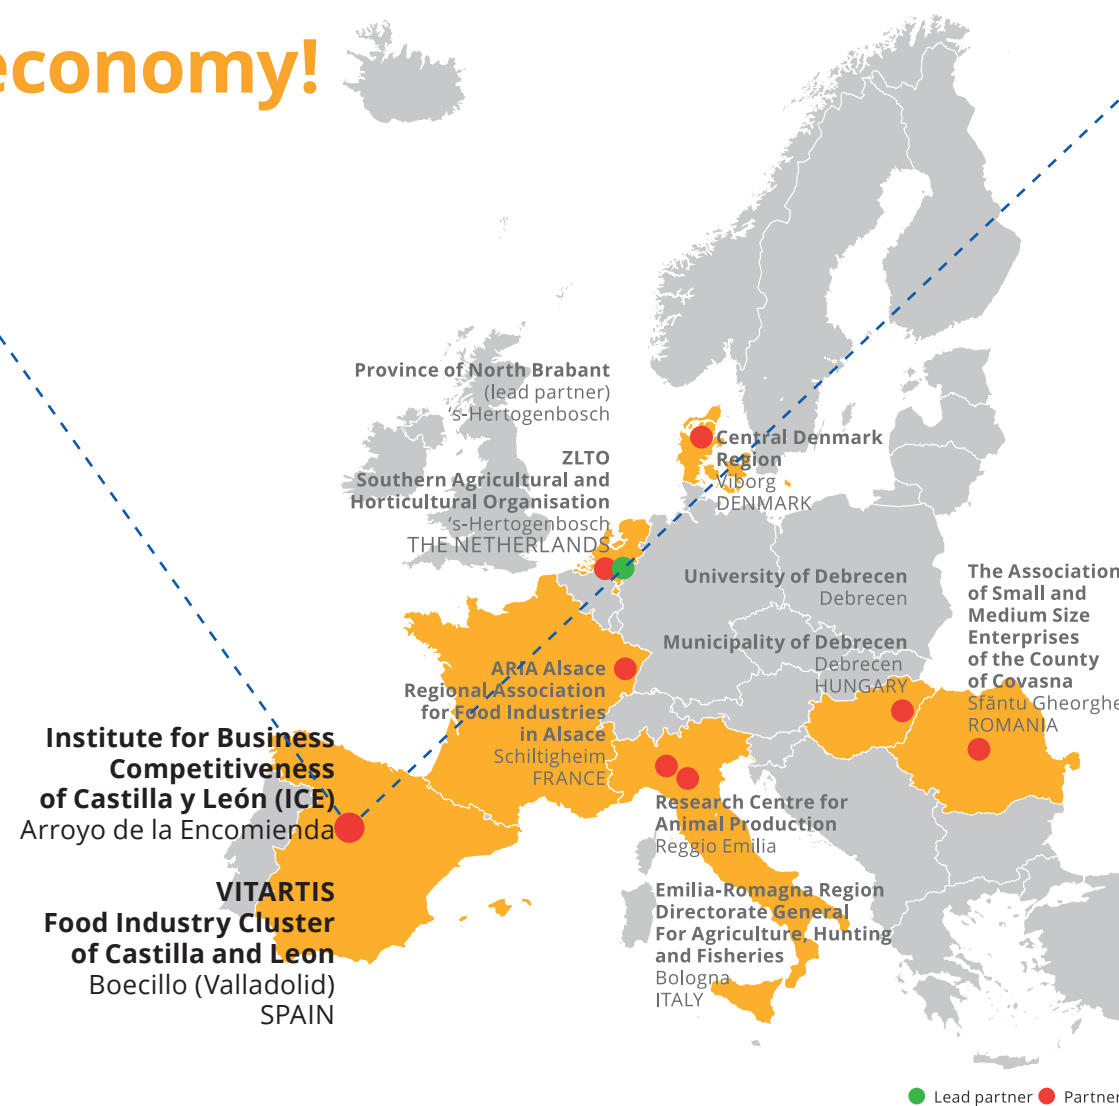 economy!
Province of North Brabant
(lead partner)
‘s-Hertogenbosch
ZLTO
Southern Agricultural and
Horticultural Organisation
‘s-Hertogenbosch
THE NETHERLANDS
Central Denmark
Region
Viborg
DENMARK
University of Debrecen
Debrecen
Municipality of Debrecen
Debrecen
HUNGARY
The Association
of Small and
Medium Size
Enterprises
of the County
of Covasna
Sfăntu Gheorghe
ROMANIA
ARIA Alsace
Regional Association
for Food Industries
in Alsace
Schiltigheim
FRANCE
Institute for Business
Competitiveness
of Castilla y León (ICE)
Arroyo de la Encomienda
VITARTIS
Food Industry Cluster
of Castilla and Leon
Boecillo (Valladolid)
SPAIN
Research Centre for
Animal Production
Reggio Emilia
Emilia-Romagna Region
Directorate General
For Agriculture, Hunting
and Fisheries
Bologna
ITALY
Lead partner
Partner